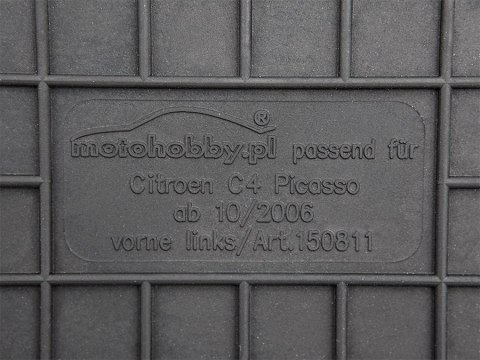 motohobby.pl® passend für
Citroen C4 Picasso
ab 10/2006
vorne links/Art.150811